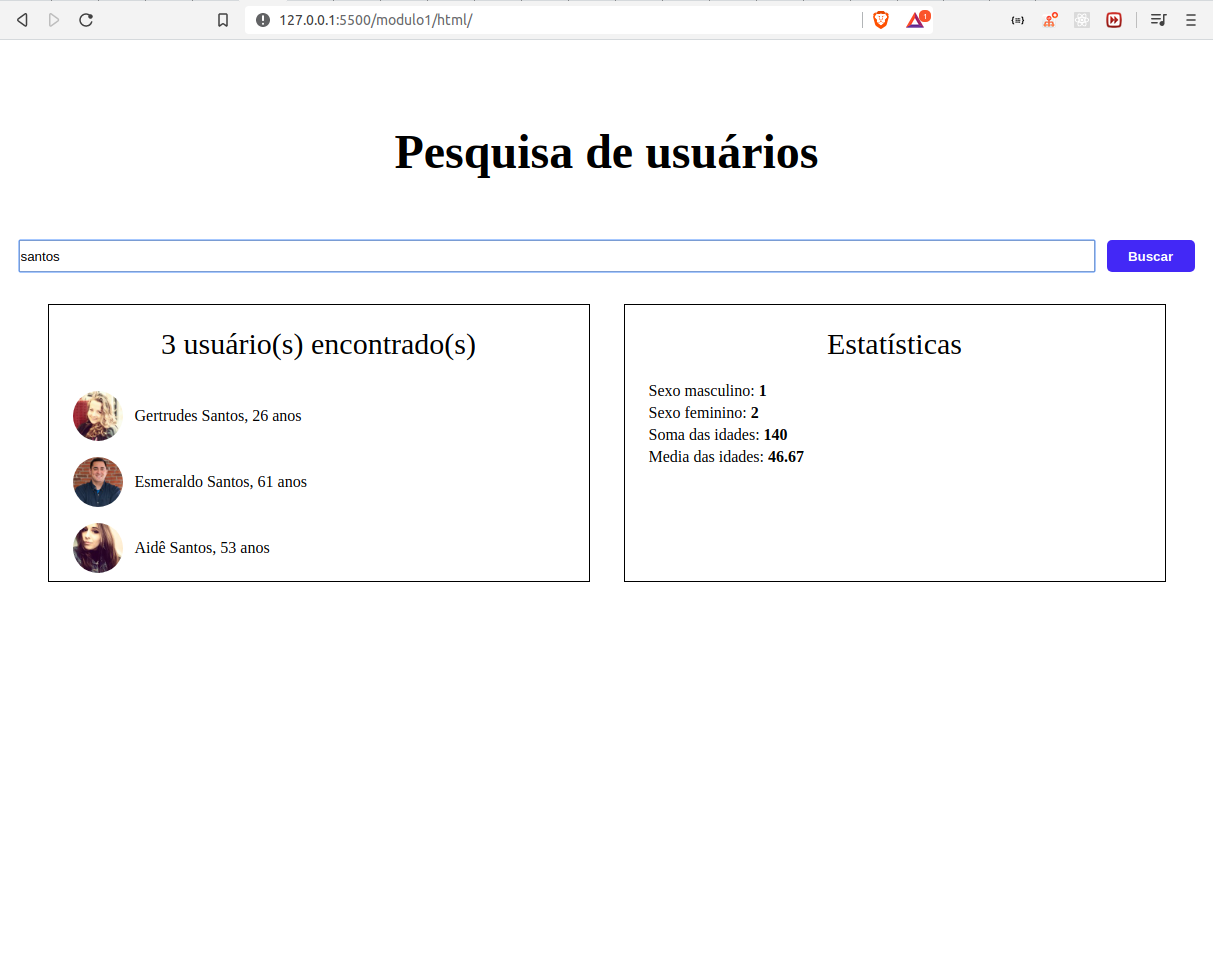 127.0.0.1:5500/modulo1/html/
1
Pesquisa de usuários
santos
Buscar
3 usuário(s) encontrado(s)
Gertrudes Santos, 26 anos
Esmeraldo Santos, 61 anos
Aidê Santos, 53 anos
Estatísticas
Sexo masculino: 1
Sexo feminino: 2
Soma das idades: 140
Media das idades: 46.67